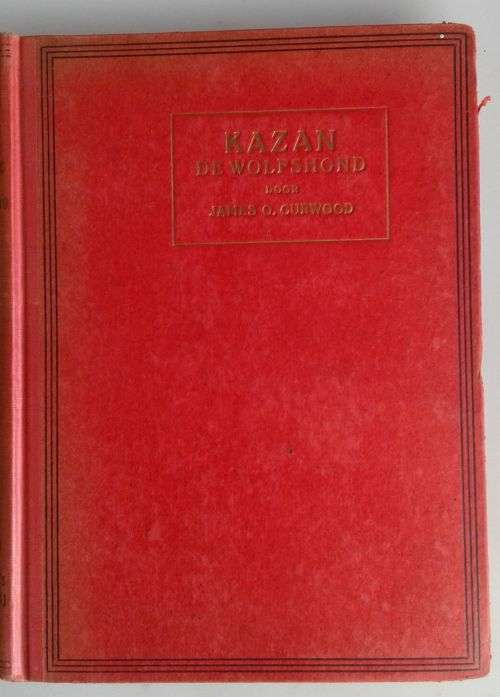 KAZAN
DE WOLFSHOND
DOOR
JAMES O. CURWOOD